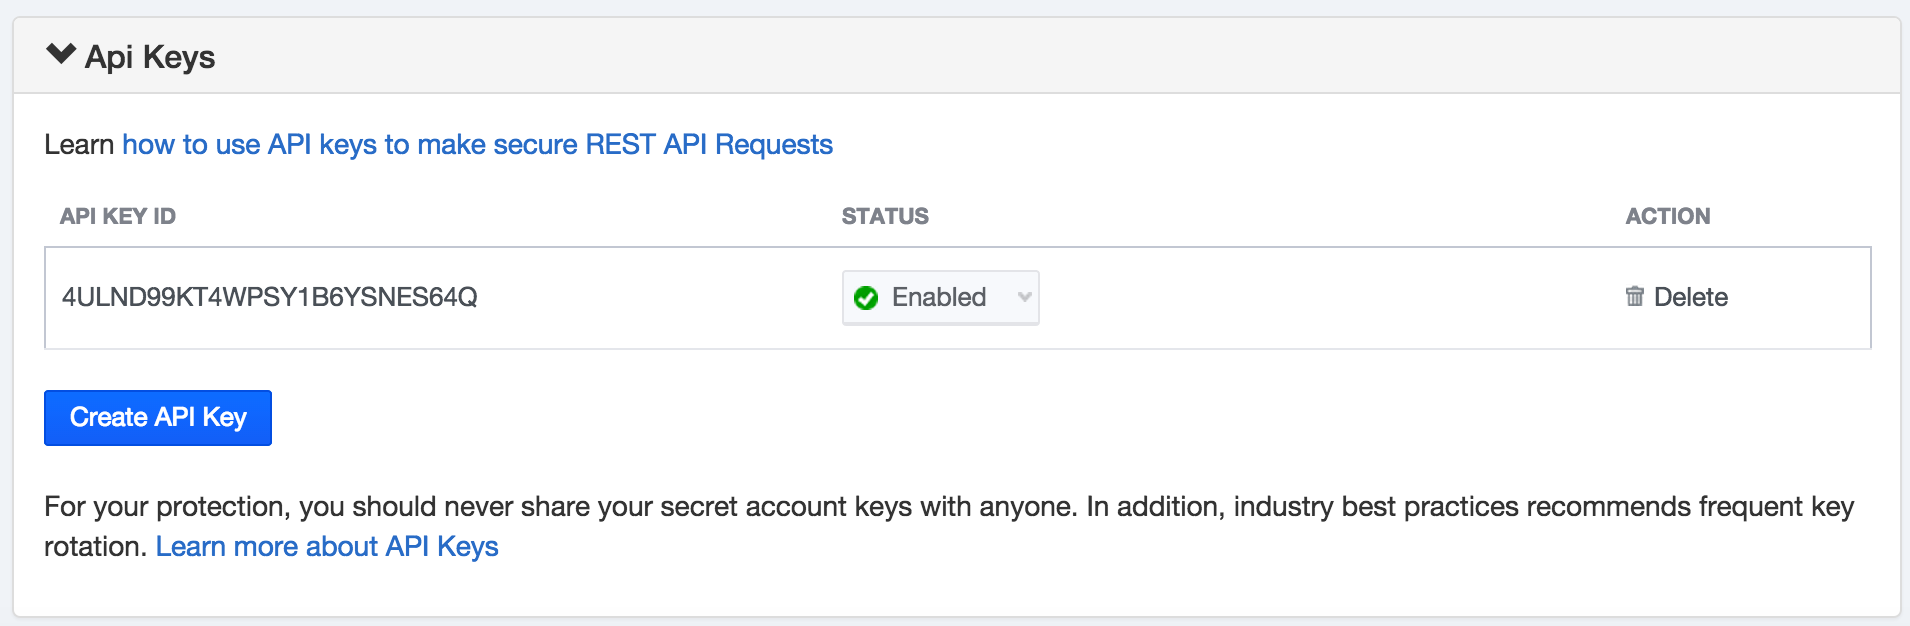 Api Keys
Learn how to use API keys to make secure REST API Requests
API KEY ID STATUS ACTION
4ULND99KT4WPSY1B6YSNES64Q Enabled Delete
Create API Key
For your protection, you should never share your secret account keys with anyone. In addition, industry best practices recommends frequent key
rotation. Learn more about API Keys